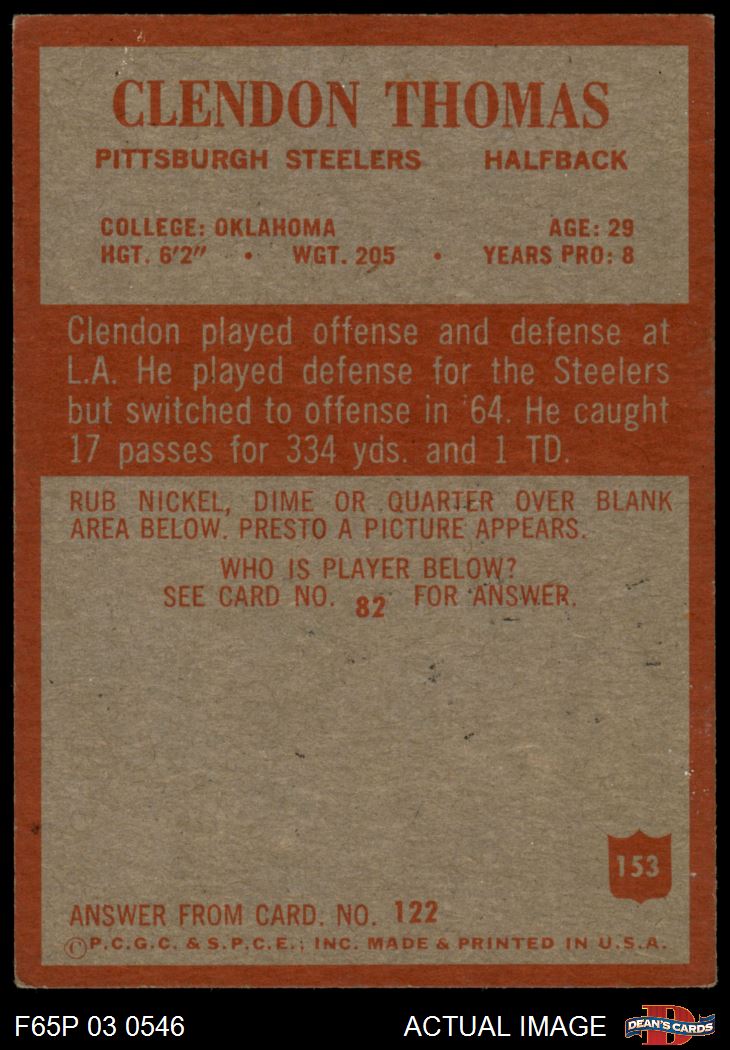 CLENDON THOMAS
PITTSBURGH STEELERS HALFBACK
COLLEGE: OKLAHOMA AGE: 29
HGT. 6'2" • WGT. 205 • YEARS PRO: 8
Clendon played offense and defense at
L.A. He played defense for the Steelers
but switched to offense in '64. He caught
17 passes for 334 yds. and 1 TD.
RUB NICKEL, DIME OR QUARTER OVER BLANK
AREA BELOW. PRESTO A PICTURE APPEARS.
WHO IS PLAYER BELOW?
SEE CARD NO. 82 FOR ANSWER.
153
ANSWER FROM CARD. NO. 122
©P.C.G.C. & S.P.C.E., INC. MADE & PRINTED IN U.S.A.
F65P 03 0546 ACTUAL IMAGE D DEAN'S CARDS